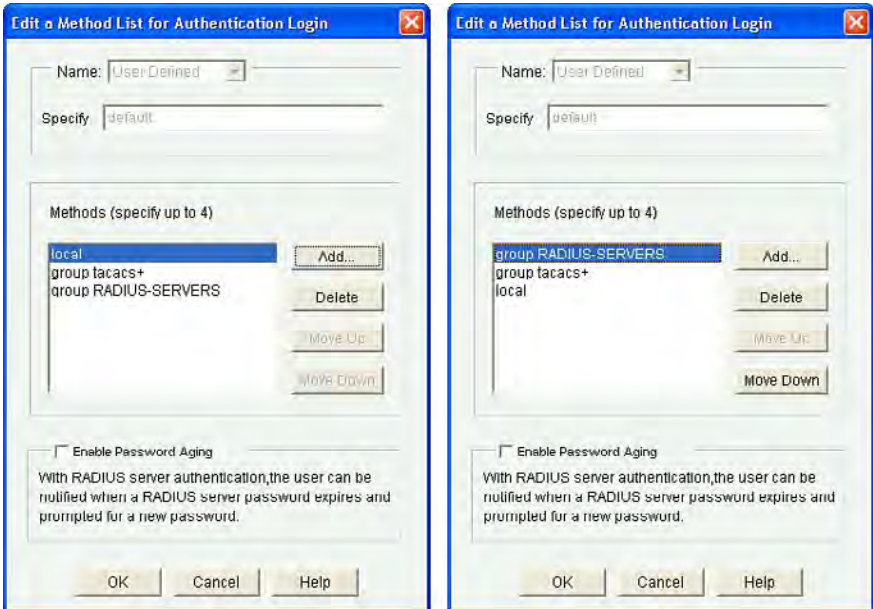 Edit a Method List for Authentication Login
Name: User Defined
Specify default
Methods (specify up to 4)
local
group tacacs+
group RADIUS-SERVERS
Add...
Delete
Move Up
Move Down
Enable Password Aging
With RADIUS server authentication,the user can be
notified when a RADIUS server password expires and
prompted for a new password.
OK Cancel Help
Edit a Method List for Authentication Login
Name: User Defined
Specify default
Methods (specify up to 4)
group RADIUS-SERVERS
group tacacs+
local
Add...
Delete
Move Up
Move Down
Enable Password Aging
With RADIUS server authentication,the user can be
notified when a RADIUS server password expires and
prompted for a new password.
OK Cancel Help